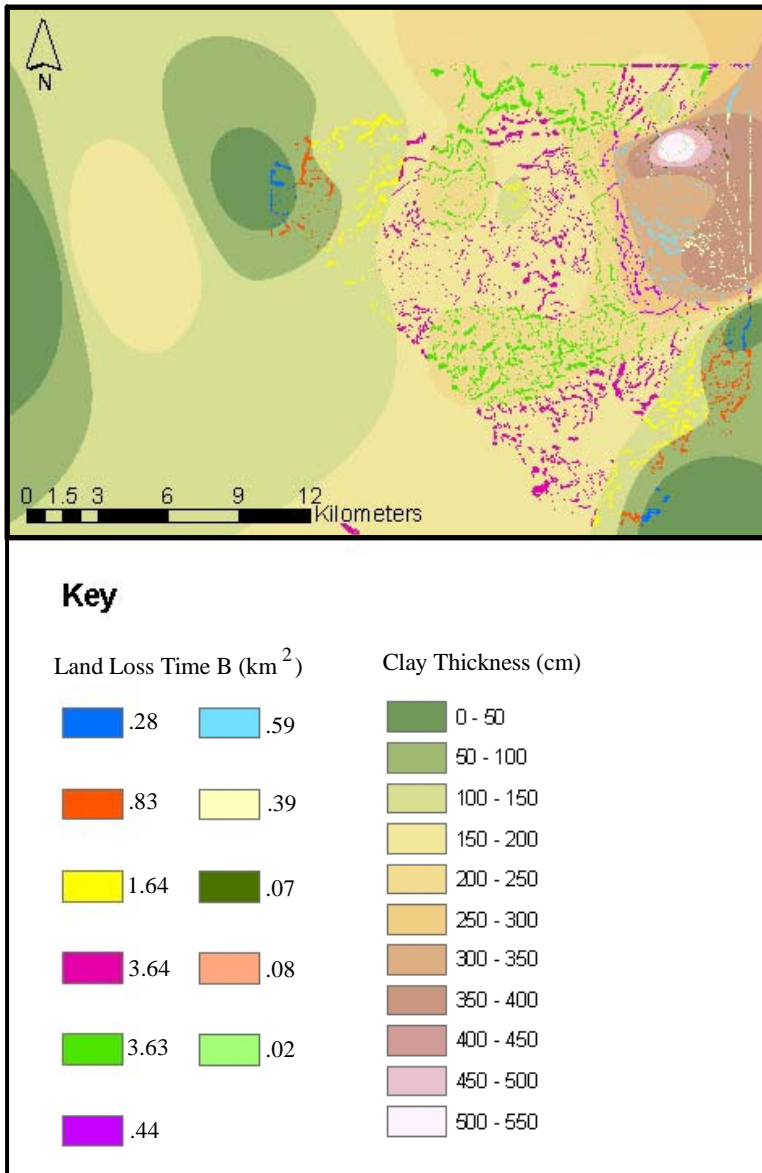 N
0 1.5 3 6 9 12
Kilometers
Key
Land Loss Time B (km²)
.28 .59
.83 .39
1.64 .07
3.64 .08
3.63 .02
.44
Clay Thickness (cm)
0 - 50
50 - 100
100 - 150
150 - 200
200 - 250
250 - 300
300 - 350
350 - 400
400 - 450
450 - 500
500 - 550